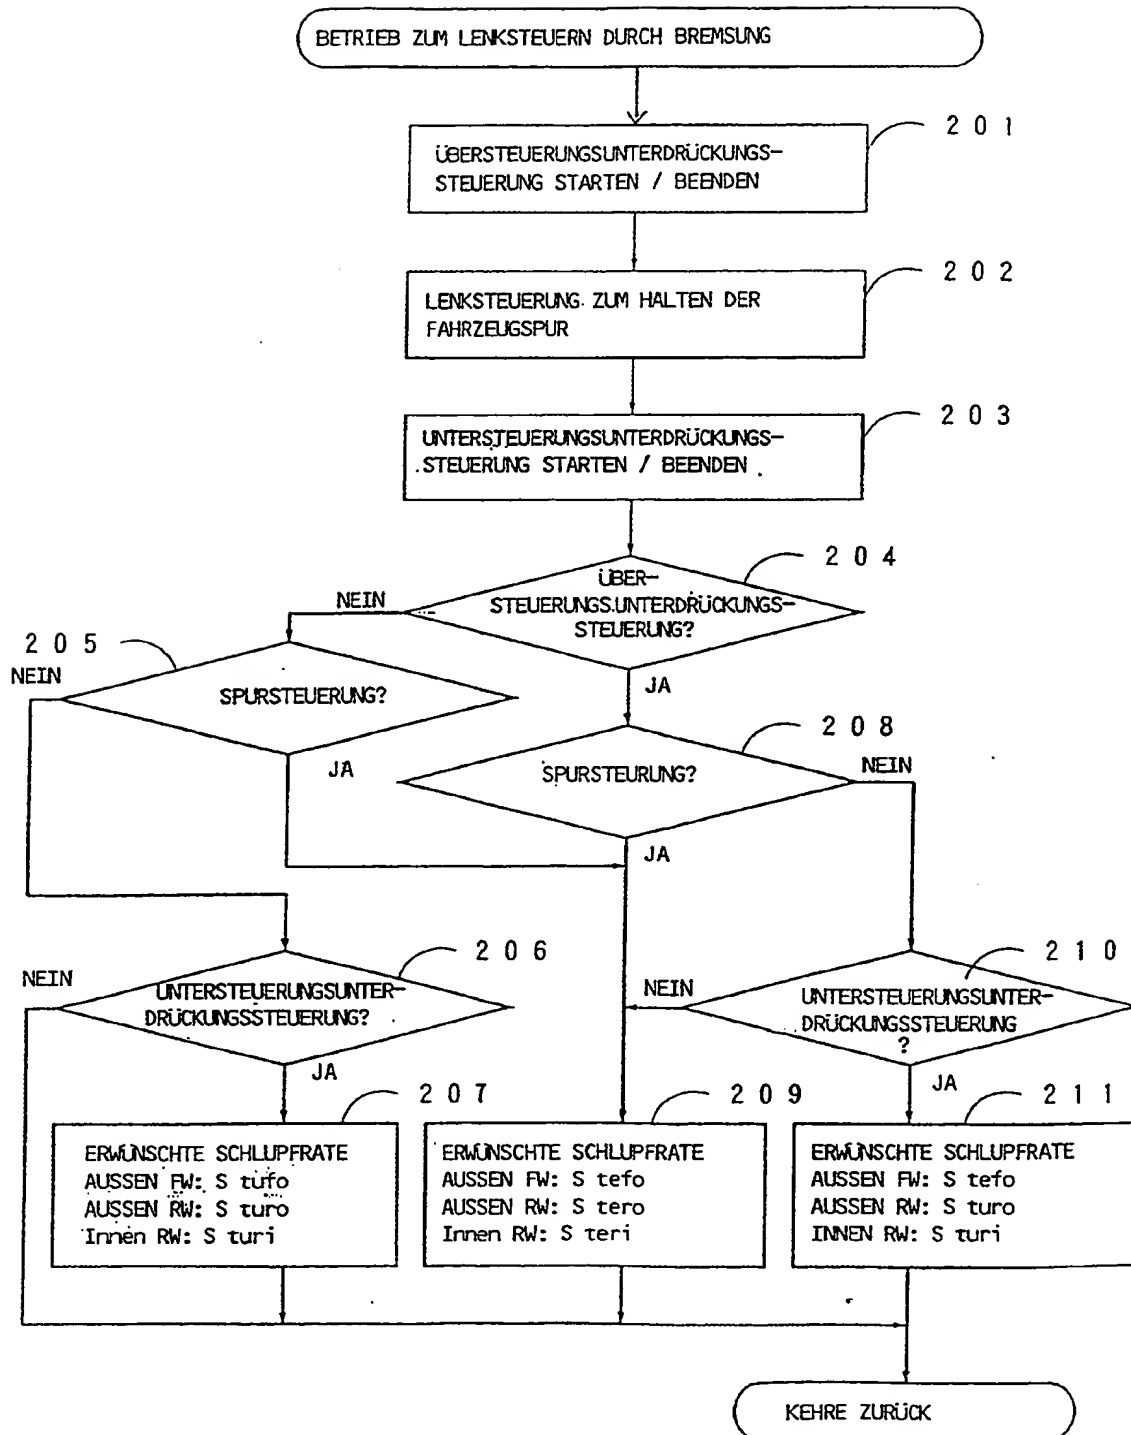 BETRIEB ZUM LENKSTEUERN DURCH BREMSUNG
201
ÜBERSTEUERUNGSUNTERDRÜCKUNGS-
STEUERUNG STARTEN / BEENDEN
202
LENKSTEUERUNG ZUM HALTEN DER
FAHRZEUGSPUR
203
UNTERSTEUERUNGSUNTERDRÜCKUNGS-
STEUERUNG STARTEN / BEENDEN
204
ÜBER-
STEUERUNGSUNTERDRÜCKUNGS-
STEUERUNG?
NEIN
JA
205
NEIN
SPURSTEUERUNG?
JA
208
SPURSTEURUNG?
NEIN
JA
206
NEIN
UNTERSTEUERUNGSUNTER-
DRÜCKUNGSSTEUERUNG?
JA
210
NEIN
UNTERSTEUERUNGSUNTER-
DRÜCKUNGSSTEUERUNG
?
JA
207
ERWÜNSCHTE SCHLUPFRATE
AUSSEN FW: S tufo
AUSSEN RW: S turo
Innen RW: S turi
209
ERWÜNSCHTE SCHLUPFRATE
AUSSEN FW: S tefo
AUSSEN RW: S tero
Innen RW: S teri
211
ERWÜNSCHTE SCHLUPFRATE
AUSSEN FW: S tefo
AUSSEN RW: S turo
INNEN RW: S turi
KEHRE ZURÜCK